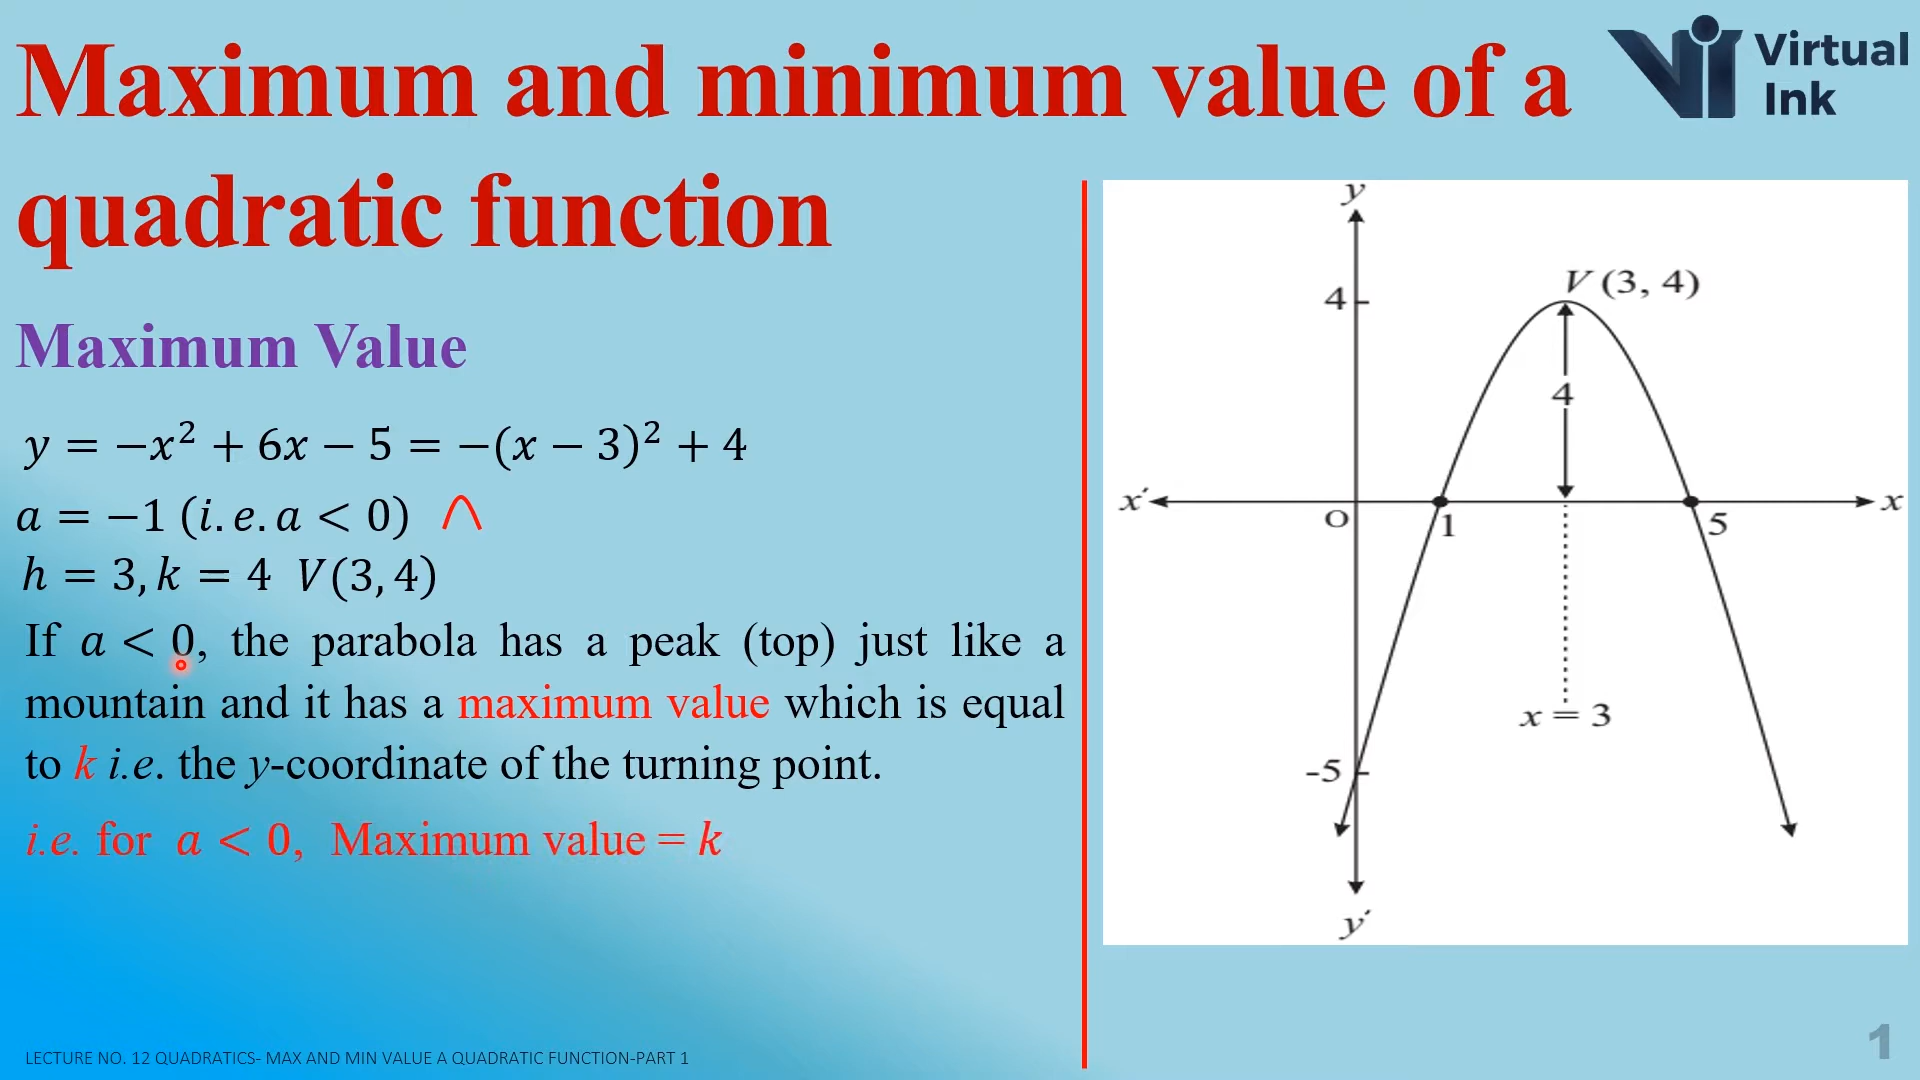 Maximum and minimum value of a
quadratic function
Virtual
Ink
Maximum Value
y = −x² + 6x − 5 = −(x − 3)² + 4
a = −1 (i.e. a < 0)
h = 3, k = 4 V(3, 4)
If a < 0, the parabola has a peak (top) just like a
mountain and it has a maximum value which is equal
to k i.e. the y-coordinate of the turning point.
i.e. for a < 0, Maximum value = k
y
V (3, 4)
4
4
x′
O
1
5
x
x = 3
-5
y′
LECTURE NO. 12 QUADRATICS- MAX AND MIN VALUE A QUADRATIC FUNCTION-PART 1
1